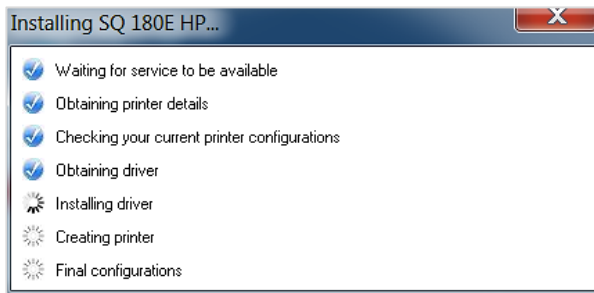 Installing SQ 180E HP...
Waiting for service to be available
Obtaining printer details
Checking your current printer configurations
Obtaining driver
Installing driver
Creating printer
Final configurations